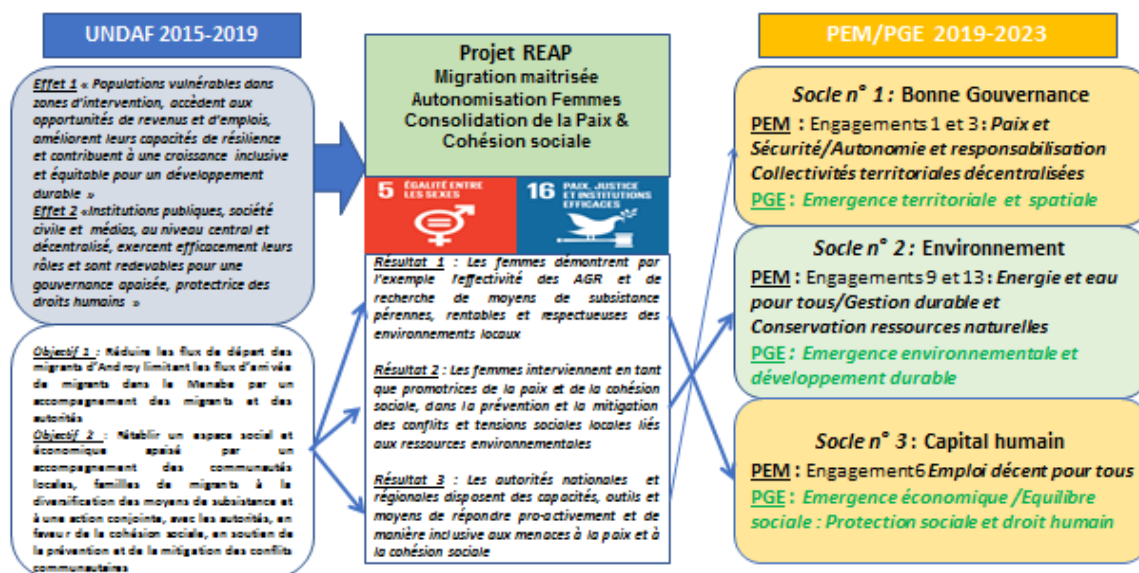 UNDAF 2015-2019
Effet 1 « Populations vulnérables dans
zones d'intervention, accèdent aux
opportunités de revenus et d'emplois,
améliorent leurs capacités de résilience
et contribuent à une croissance inclusive
et équitable pour un développement
durable »
Effet 2 «Institutions publiques, société
civile et médias, au niveau central et
décentralisé, exercent efficacement leurs
rôles et sont redevables pour une
gouvernance apaisée, protectrice des
droits humains »
Objectif 1 : Réduire les flux de départ des
migrants d'Androy limitant les flux d'arrivée
de migrants dans le Menabe par un
accompagnement des migrants et des
autorités
Objectif 2 : Rétablir un espace social et
économique apaisé par un
accompagnement des communautés
locales, familles de migrants à la
diversification des moyens de subsistance et
à une action conjointe, avec les autorités, en
faveur de la cohésion sociale, en soutien de
la prévention et de la mitigation des conflits
communautaires
Projet REAP
Migration maitrisée
Autonomisation Femmes
Consolidation de la Paix &
Cohésion sociale
5 ÉGALITÉ ENTRE
LES SEXES
16 PAIX, JUSTICE
ET INSTITUTIONS
EFFICACES
Résultat 1 : Les femmes démontrent par
l'exemple l'effectivité des AGR et de
recherche de moyens de subsistance
pérennes, rentables et respectueuses des
environnements locaux
Résultat 2 : Les femmes interviennent en tant
que promotrices de la paix et de la cohésion
sociale, dans la prévention et la mitigation
des conflits et tensions sociales locales liés
aux ressources environnementales
Résultat 3 : Les autorités nationales et
régionales disposent des capacités, outils et
moyens de répondre pro-activement et de
manière inclusive aux menaces à la paix et à
la cohésion sociale
PEM/PGE 2019-2023
Socle n° 1 : Bonne Gouvernance
PEM : Engagements 1 et 3 : Paix et
Sécurité/Autonomie et responsabilisation
Collectivités territoriales décentralisées
PGE : Emergence territoriale et spatiale
Socle n° 2 : Environnement
PEM : Engagements 9 et 13 : Energie et eau
pour tous/Gestion durable et
Conservation ressources naturelles
PGE : Emergence environnementale et
développement durable
Socle n° 3 : Capital humain
PEM : Engagement6 Emploi décent pour tous
PGE : Emergence économique /Equilibre
sociale : Protection sociale et droit humain